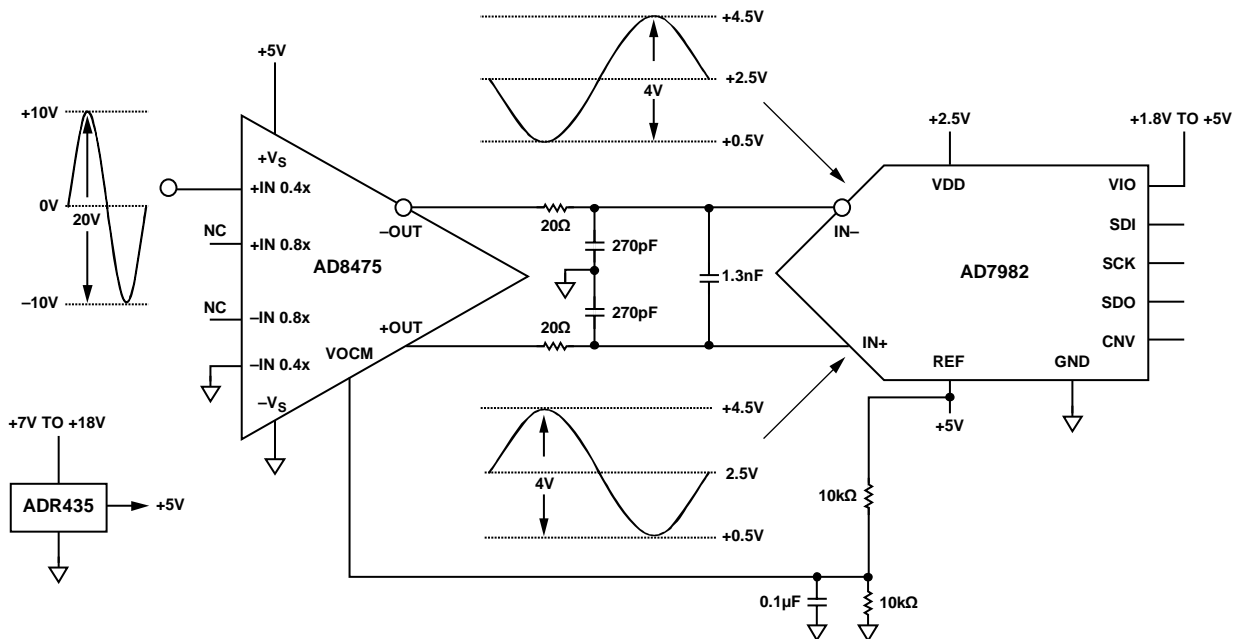 +4.5V
+2.5V
4V
+0.5V
+5V
+10V
0V
20V
−10V
+VS
+IN 0.4x
NC
+IN 0.8x
AD8475
NC
−IN 0.8x
−IN 0.4x
−VS
−OUT
+OUT
VOCM
20Ω
270pF
270pF
20Ω
1.3nF
+2.5V
+1.8V TO +5V
VDD
VIO
IN−
SDI
AD7982
SCK
SDO
CNV
IN+
REF
GND
+5V
+4.5V
2.5V
4V
+0.5V
+7V TO +18V
ADR435
+5V
10kΩ
0.1µF
10kΩ